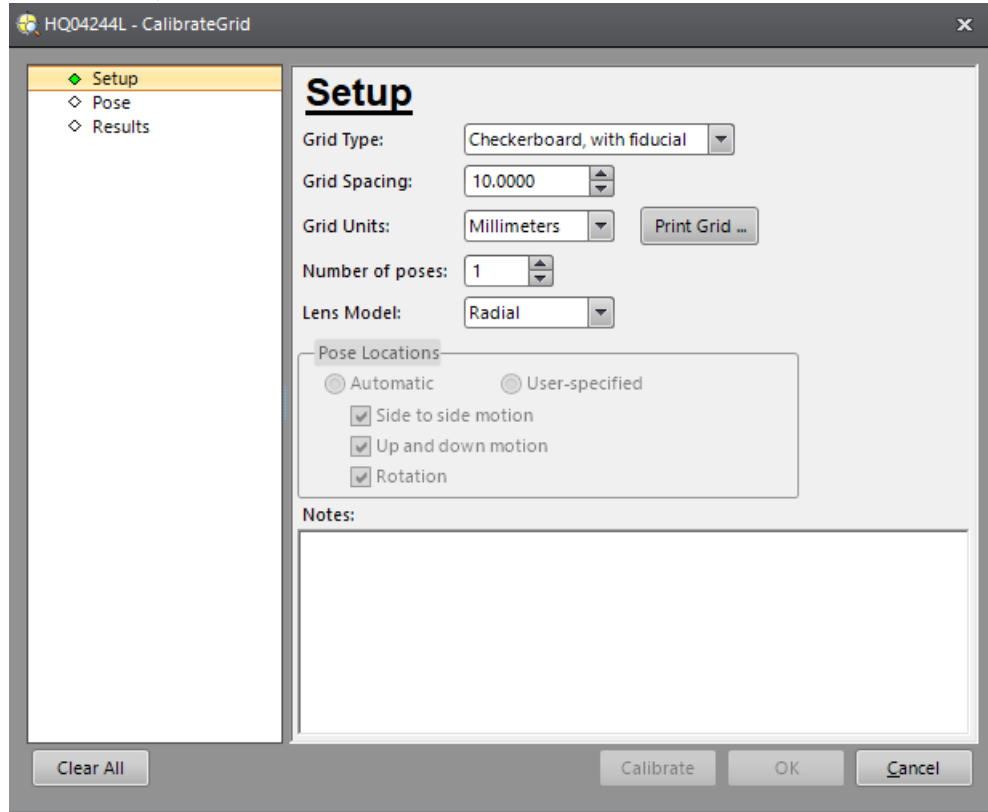 HQ04244L - CalibrateGrid
Setup
Pose
Results
Setup
Grid Type: Checkerboard, with fiducial
Grid Spacing: 10.0000
Grid Units: Millimeters Print Grid ...
Number of poses: 1
Lens Model: Radial
Pose Locations
Automatic User-specified
Side to side motion
Up and down motion
Rotation
Notes:
Clear All Calibrate OK Cancel